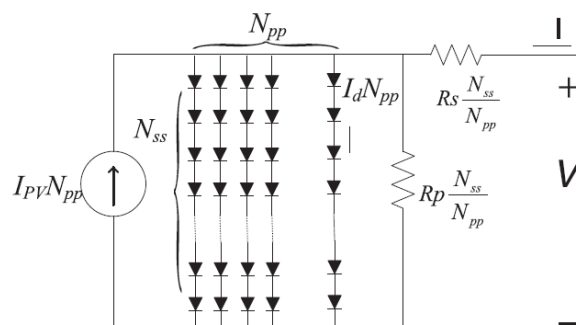 N_pp
I
I_d N_pp
Rs N_ss/N_pp
+
N_ss
I_PV N_pp
V
Rp N_ss/N_pp
-